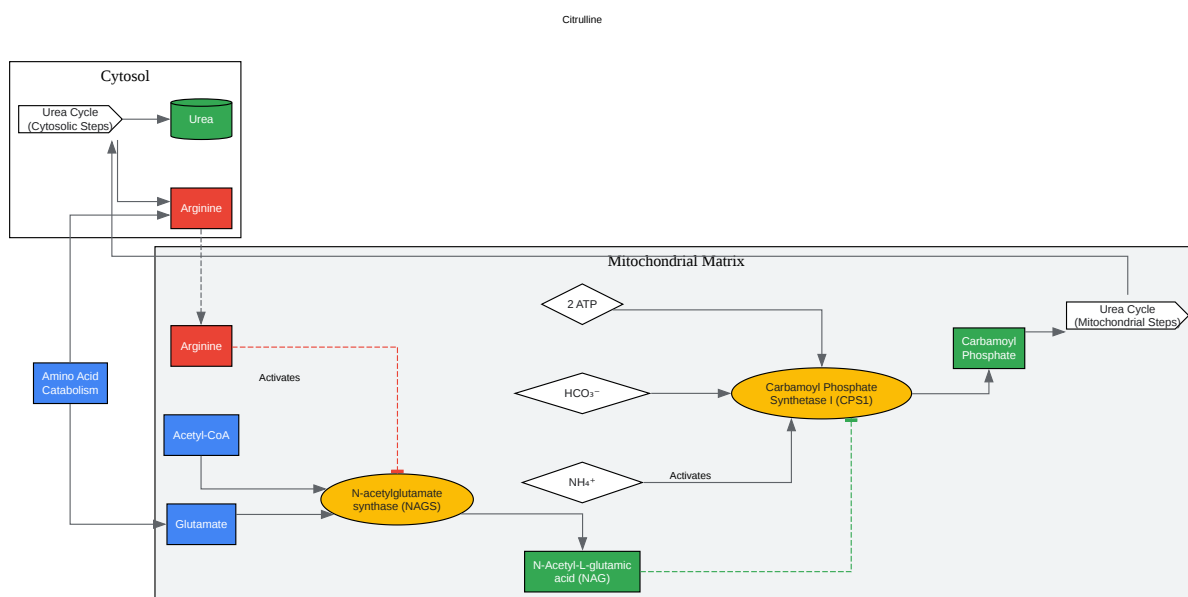 Citrulline
Cytosol
Urea Cycle
(Cytosolic Steps)
Urea
Arginine
Mitochondrial Matrix
2 ATP
Urea Cycle
(Mitochondrial Steps)
Arginine
Carbamoyl
Phosphate
Amino Acid
Catabolism
Activates
HCO₃⁻
Carbamoyl Phosphate
Synthetase I (CPS1)
Acetyl-CoA
NH₄⁺
Activates
N-acetylglutamate
synthase (NAGS)
Glutamate
N-Acetyl-L-glutamic
acid (NAG)